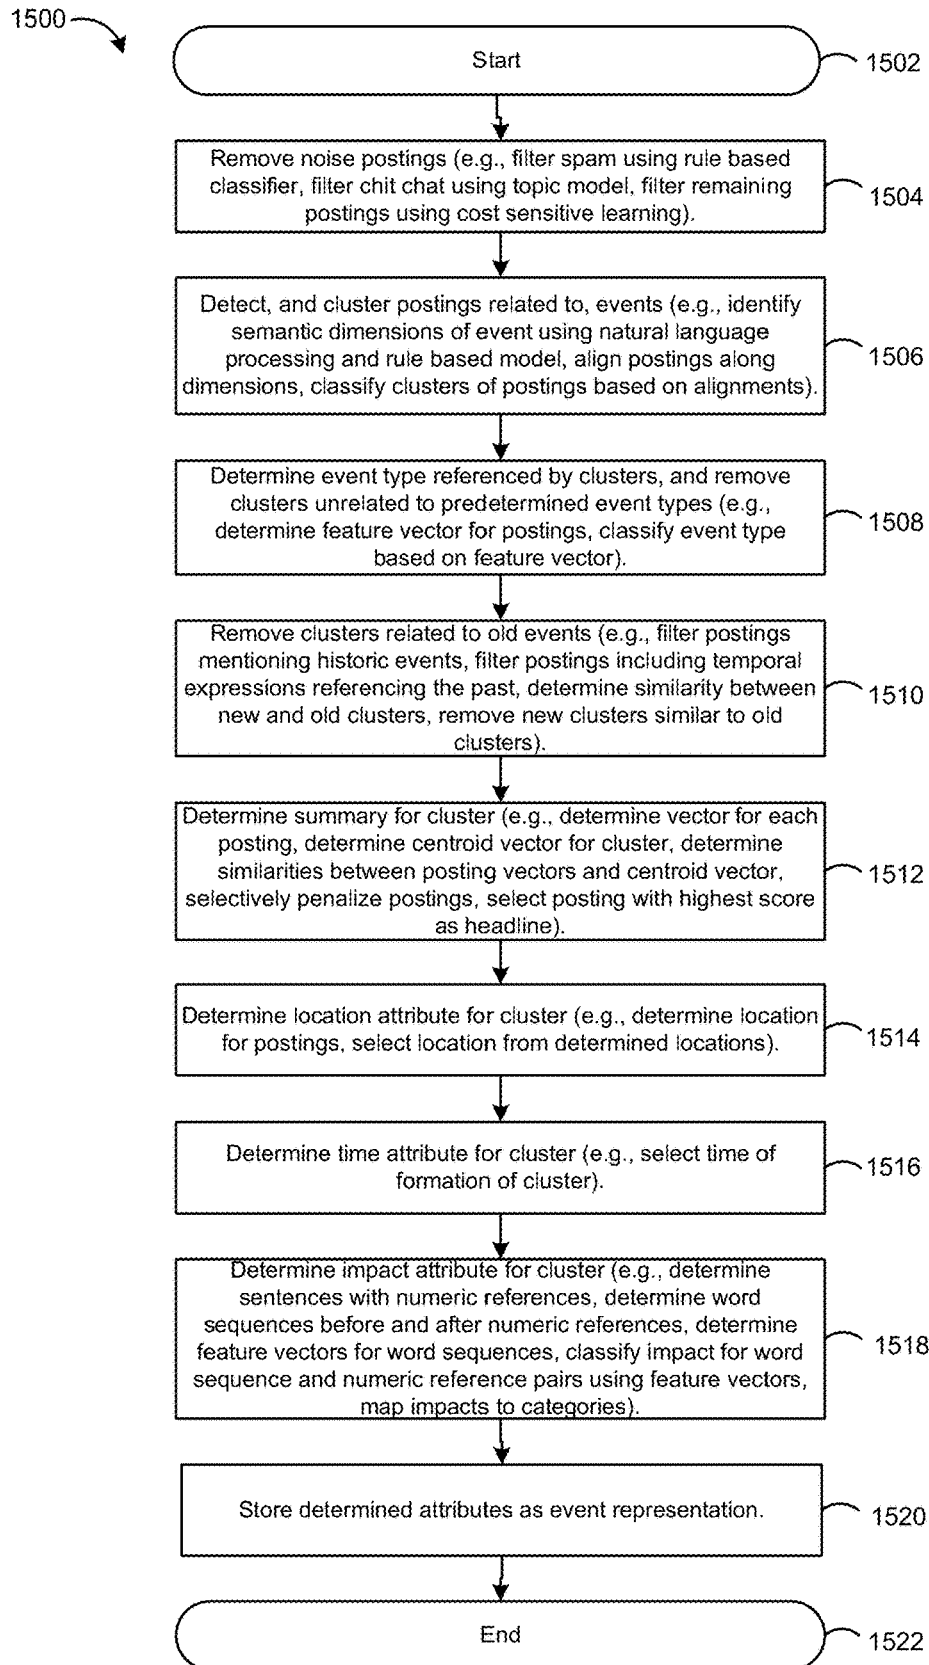 1500
Start
1502
Remove noise postings (e.g., filter spam using rule based
classifier, filter chit chat using topic model, filter remaining
postings using cost sensitive learning).
1504
Detect, and cluster postings related to, events (e.g., identify
semantic dimensions of event using natural language
processing and rule based model, align postings along
dimensions, classify clusters of postings based on alignments).
1506
Determine event type referenced by clusters, and remove
clusters unrelated to predetermined event types (e.g.,
determine feature vector for postings, classify event type
based on feature vector).
1508
Remove clusters related to old events (e.g., filter postings
mentioning historic events, filter postings including temporal
expressions referencing the past, determine similarity between
new and old clusters, remove new clusters similar to old
clusters).
1510
Determine summary for cluster (e.g., determine vector for each
posting, determine centroid vector for cluster, determine
similarities between posting vectors and centroid vector,
selectively penalize postings, select posting with highest score
as headline).
1512
Determine location attribute for cluster (e.g., determine location
for postings, select location from determined locations).
1514
Determine time attribute for cluster (e.g., select time of
formation of cluster).
1516
Determine impact attribute for cluster (e.g., determine
sentences with numeric references, determine word
sequences before and after numeric references, determine
feature vectors for word sequences, classify impact for word
sequence and numeric reference pairs using feature vectors,
map impacts to categories).
1518
Store determined attributes as event representation.
1520
End
1522